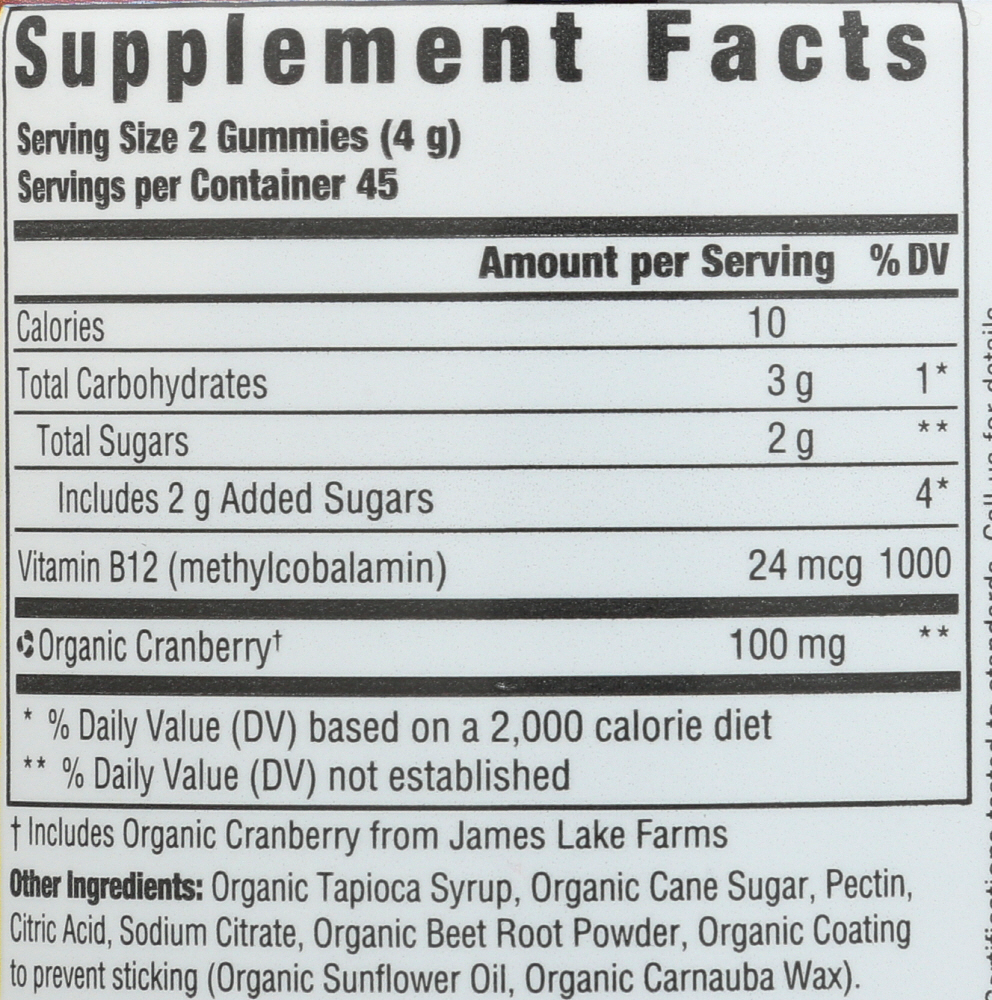 Supplement Facts
Serving Size 2 Gummies (4 g)
Servings per Container 45
Amount per Serving % DV
Calories 10
Total Carbohydrates 3 g 1*
Total Sugars 2 g **
Includes 2 g Added Sugars 4*
Vitamin B12 (methylcobalamin) 24 mcg 1000
Organic Cranberry† 100 mg **
* % Daily Value (DV) based on a 2,000 calorie diet
** % Daily Value (DV) not established
† Includes Organic Cranberry from James Lake Farms
Other Ingredients: Organic Tapioca Syrup, Organic Cane Sugar, Pectin,
Citric Acid, Sodium Citrate, Organic Beet Root Powder, Organic Coating
to prevent sticking (Organic Sunflower Oil, Organic Carnauba Wax).